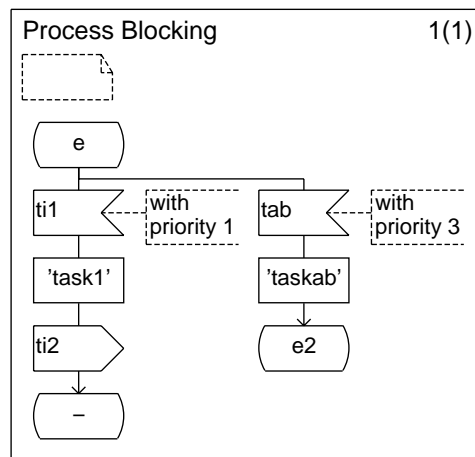 Process Blocking 1(1)
e
ti1
with
priority 1
tab
with
priority 3
’task1’
’taskab’
ti2
e2
–